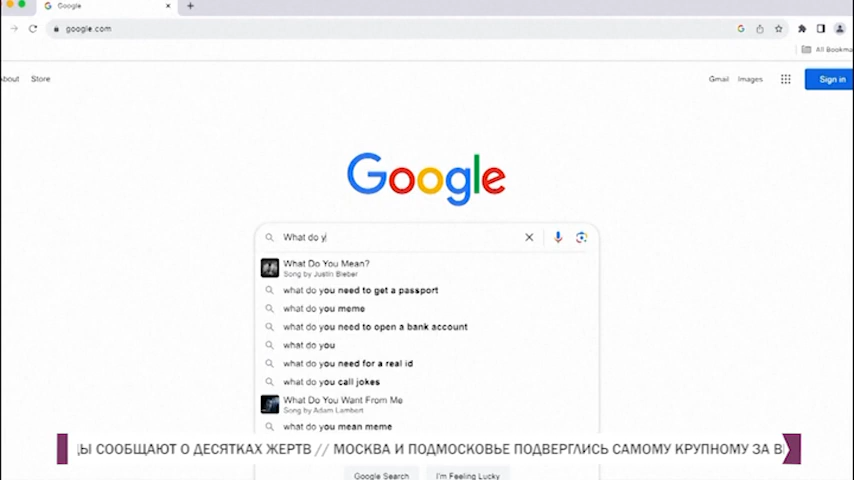 Google
google.com
All Bookma
About Store
Gmail Images
Sign in
Google
What do y
What Do You Mean?
Song by Justin Bieber
what do you need to get a passport
what do you meme
what do you need to open a bank account
what do you
what do you need for a real id
what do you call jokes
What Do You Want From Me
Song by Adam Lambert
what do you mean meme
ДЫ СООБЩАЮТ О ДЕСЯТКАХ ЖЕРТВ // МОСКВА И ПОДМОСКОВЬЕ ПОДВЕРГЛИСЬ САМОМУ КРУПНОМУ ЗА В
Google Search I'm Feeling Lucky